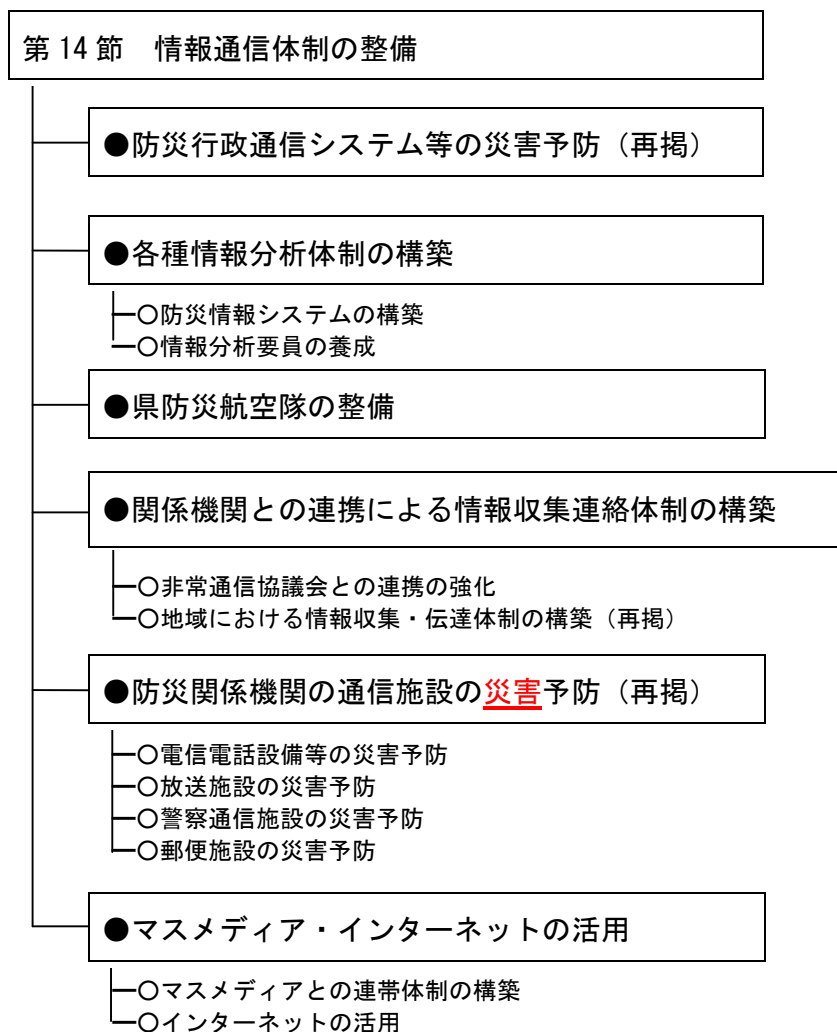 第 14 節　情報通信体制の整備
●防災行政通信システム等の災害予防（再掲）
●各種情報分析体制の構築
○防災情報システムの構築
○情報分析要員の養成
●県防災航空隊の整備
●関係機関との連携による情報収集連絡体制の構築
○非常通信協議会との連携の強化
○地域における情報収集・伝達体制の構築（再掲）
●防災関係機関の通信施設の災害予防（再掲）
○電信電話設備等の災害予防
○放送施設の災害予防
○警察通信施設の災害予防
○郵便施設の災害予防
●マスメディア・インターネットの活用
○マスメディアとの連帯体制の構築
○インターネットの活用